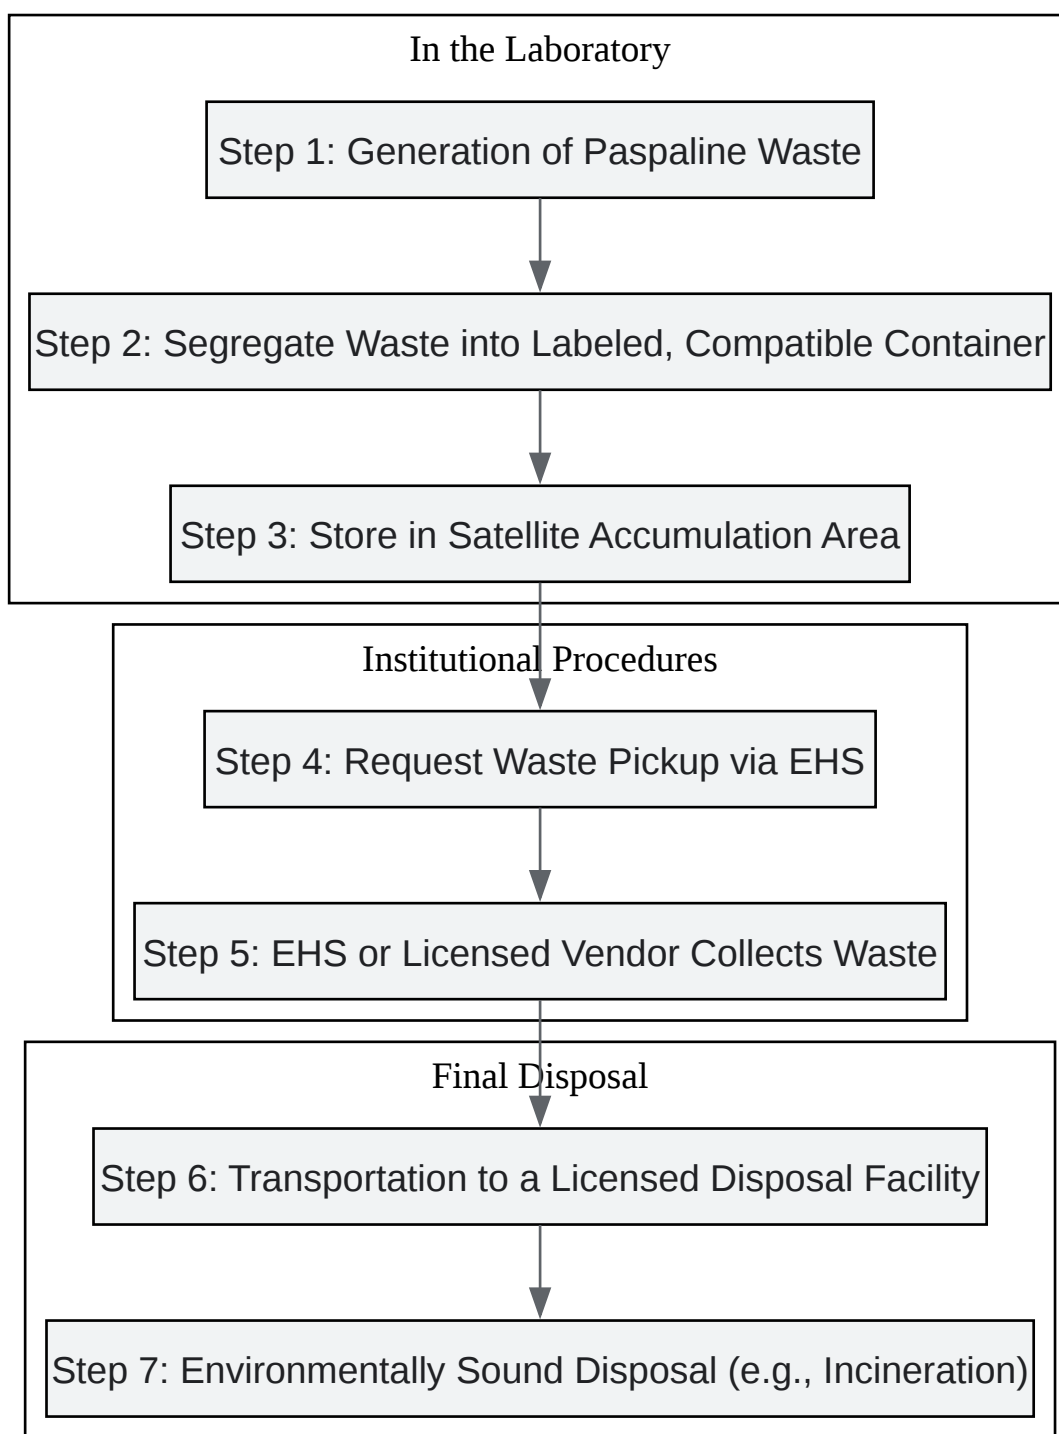 In the Laboratory
Step 1: Generation of Paspaline Waste
Step 2: Segregate Waste into Labeled, Compatible Container
Step 3: Store in Satellite Accumulation Area
Institutional Procedures
Step 4: Request Waste Pickup via EHS
Step 5: EHS or Licensed Vendor Collects Waste
Final Disposal
Step 6: Transportation to a Licensed Disposal Facility
Step 7: Environmentally Sound Disposal (e.g., Incineration)